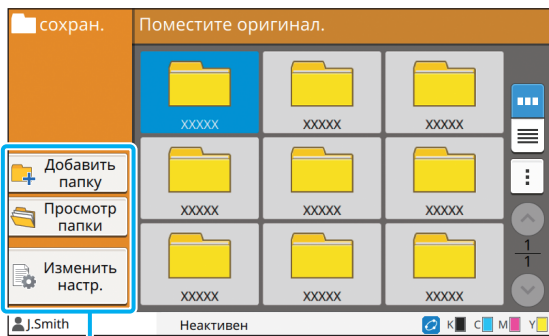 сохран.
Поместите оригинал.
XXXXX XXXXX XXXXX
Добавить
папку
Просмотр
папки
XXXXX XXXXX XXXXX
1
1
Изменить
настр.
XXXXX XXXXX XXXXX
J.Smith
Неактивен
K C M Y